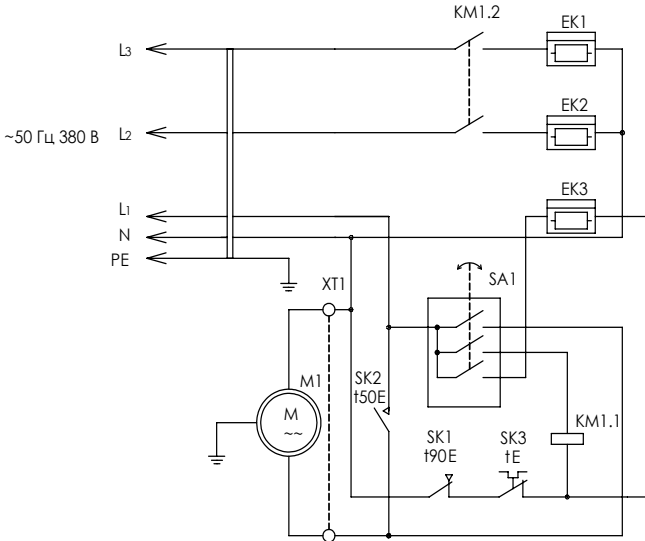 KM1.2
EK1
L3
EK2
~50 Гц 380 В
L2
EK3
L1
N
PE
XT1
SA1
M1
SK2
t50E
M
~~
SK1
t90E
SK3
tE
KM1.1